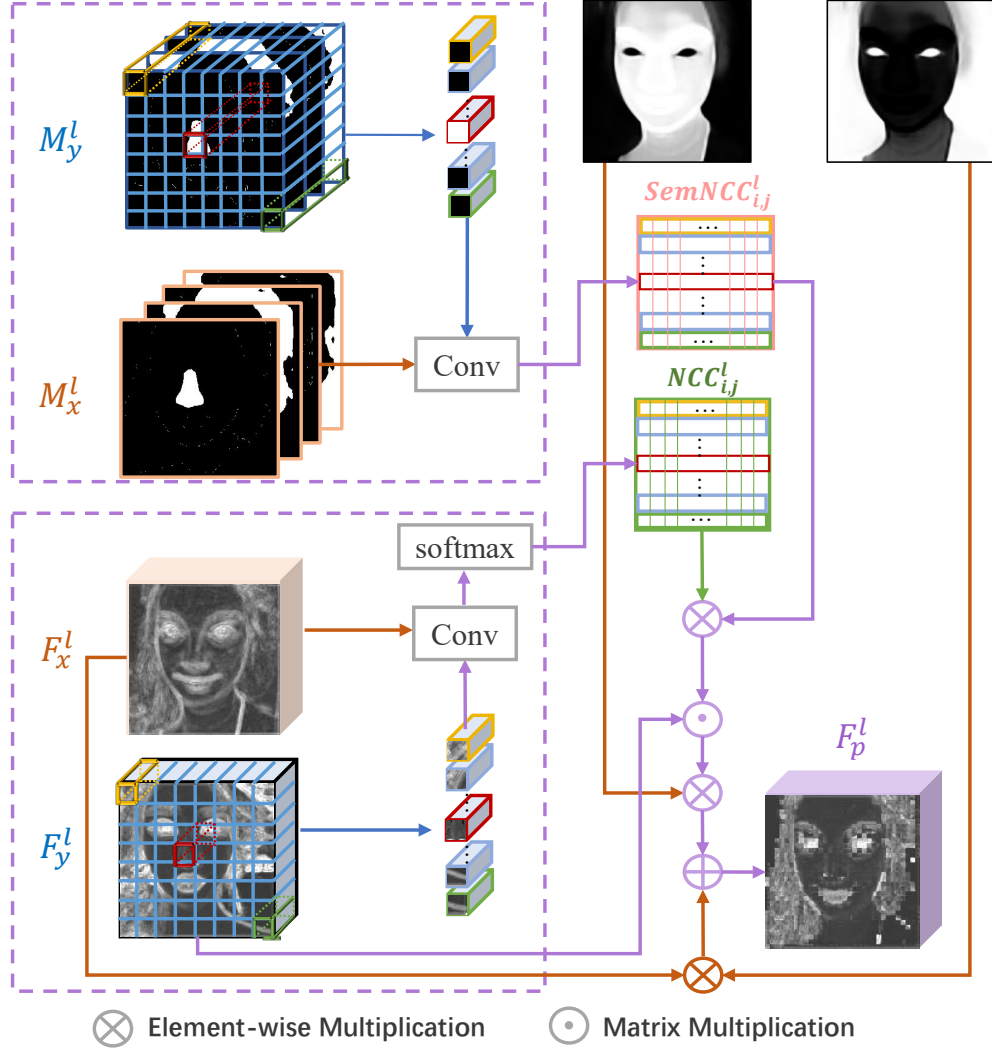 M_y^l
SemNCC_{i,j}^l
...
M_x^l
Conv
NCC_{i,j}^l
...
...
softmax
F_x^l
Conv
F_p^l
F_y^l
Element-wise Multiplication
Matrix Multiplication